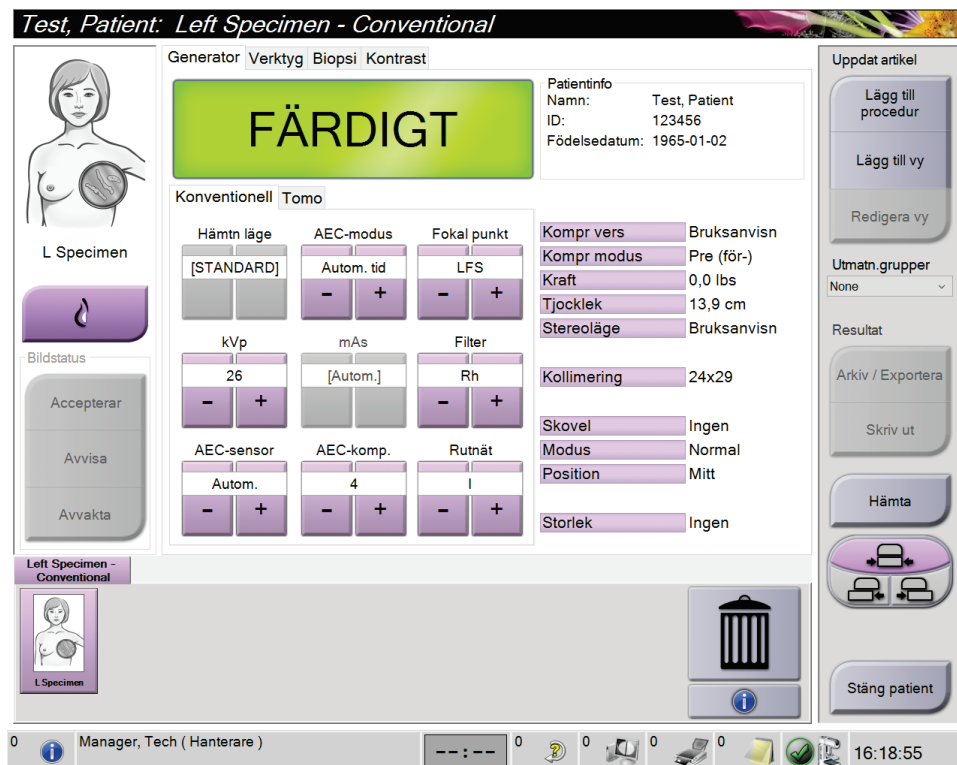 Test, Patient: Left Specimen - Conventional
Generator Verktyg Biopsi Kontrast
FÄRDIGT
Patientinfo
Namn: Test, Patient
ID: 123456
Födelsedatum: 1965-01-02
L Specimen
Bildstatus
Accepterar
Avvisa
Avvakta
Konventionell Tomo
Hämtn läge AEC-modus Fokal punkt
[STANDARD] Autom. tid LFS
- + - +
kVp mAs Filter
26 [Autom.] Rh
- + - +
AEC-sensor AEC-komp. Rutnät
Autom. 4 I
- + - + - +
Kompr vers Bruksanvisn
Kompr modus Pre (för-)
Kraft 0,0 lbs
Tjocklek 13,9 cm
Stereoläge Bruksanvisn
Kollimering 24x29
Skovel Ingen
Modus Normal
Position Mitt
Storlek Ingen
Uppdat artikel
Lägg till
procedur
Lägg till vy
Redigera vy
Utmatn.grupper
None
Resultat
Arkiv / Exportera
Skriv ut
Hämta
Stäng patient
Left Specimen -
Conventional
L Specimen
0 Manager, Tech ( Hanterare ) --:-- 0 0 0 0 16:18:55